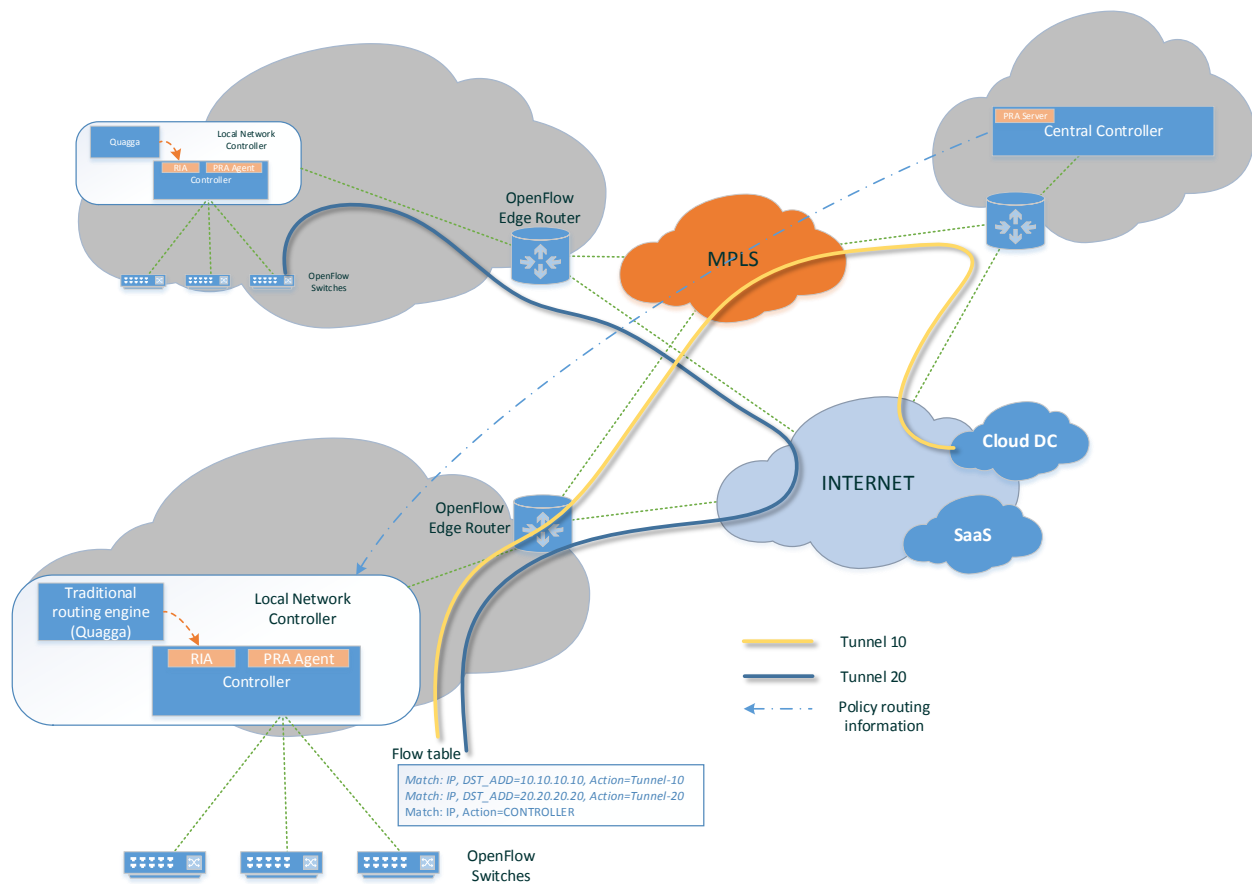 Quagga
Local Network
Controller
RIA
PRA Agent
Controller
OpenFlow
Switches
OpenFlow
Edge Router
MPLS
PRA Server
Central Controller
OpenFlow
Edge Router
INTERNET
Cloud DC
SaaS
Traditional
routing engine
(Quagga)
Local Network
Controller
RIA
PRA Agent
Controller
Tunnel 10
Tunnel 20
Policy routing
information
Flow table
Match: IP, DST_ADD=10.10.10.10, Action=Tunnel-10
Match: IP, DST_ADD=20.20.20.20, Action=Tunnel-20
Match: IP, Action=CONTROLLER
OpenFlow
Switches